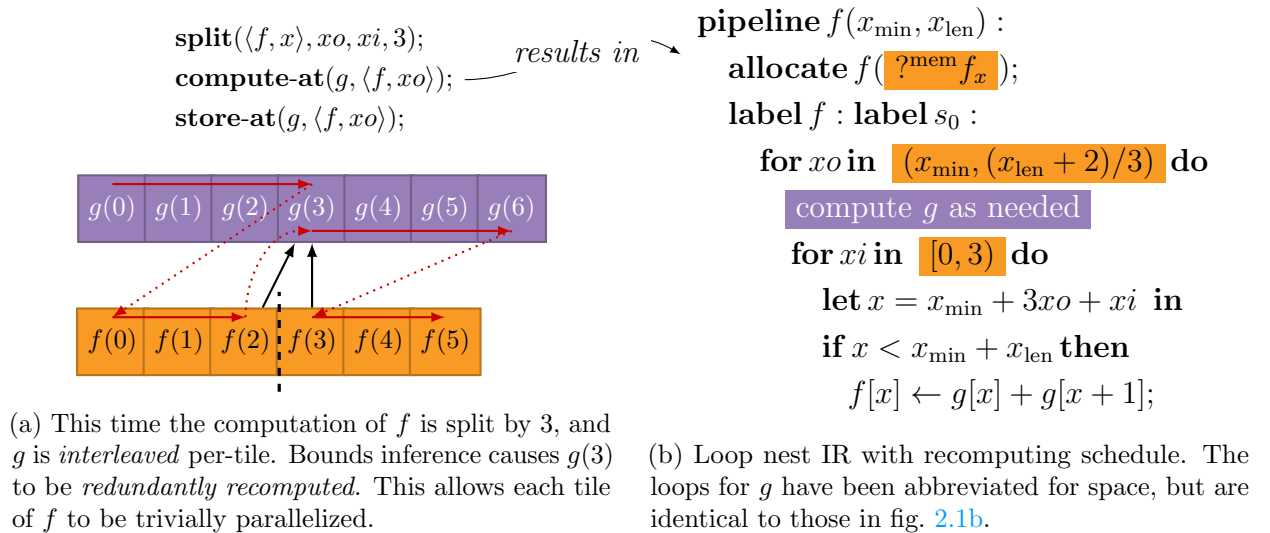 split(⟨f, x⟩, xo, xi, 3);
compute-at(g, ⟨f, xo⟩);
store-at(g, ⟨f, xo⟩);
results in
g(0) g(1) g(2) g(3) g(4) g(5) g(6)
f(0) f(1) f(2) f(3) f(4) f(5)
(a) This time the computation of f is split by 3, and
g is interleaved per-tile. Bounds inference causes g(3)
to be redundantly recomputed. This allows each tile
of f to be trivially parallelized.
pipeline f(x_min, x_len) :
allocate f( ?^mem f_x );
label f : label s_0 :
for xo in (x_min, (x_len + 2)/3) do
compute g as needed
for xi in [0, 3) do
let x = x_min + 3xo + xi in
if x < x_min + x_len then
f[x] ← g[x] + g[x + 1];
(b) Loop nest IR with recomputing schedule. The
loops for g have been abbreviated for space, but are
identical to those in fig. 2.1b.